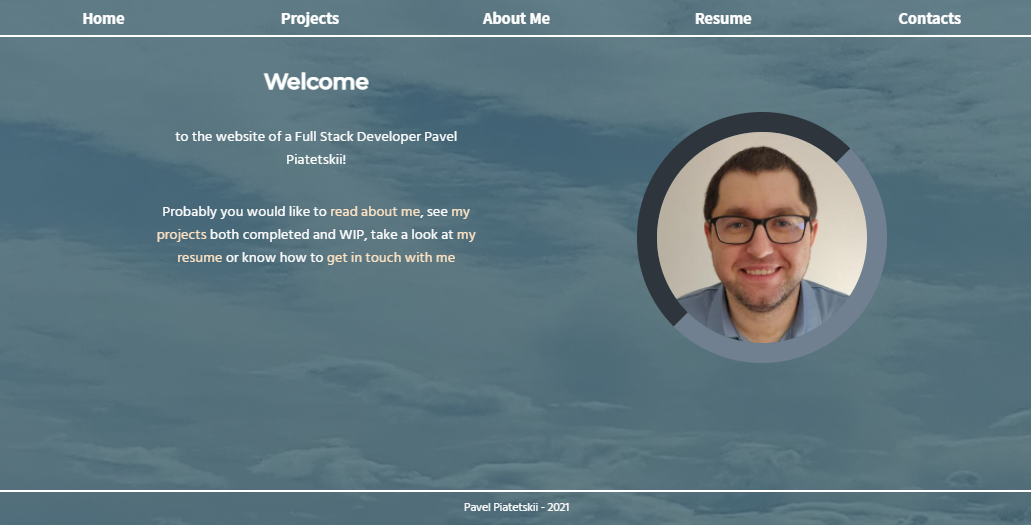 Home Projects About Me Resume Contacts
Welcome
to the website of a Full Stack Developer Pavel
Piatetskii!
Probably you would like to read about me, see my
projects both completed and WIP, take a look at my
resume or know how to get in touch with me
Pavel Piatetskii - 2021